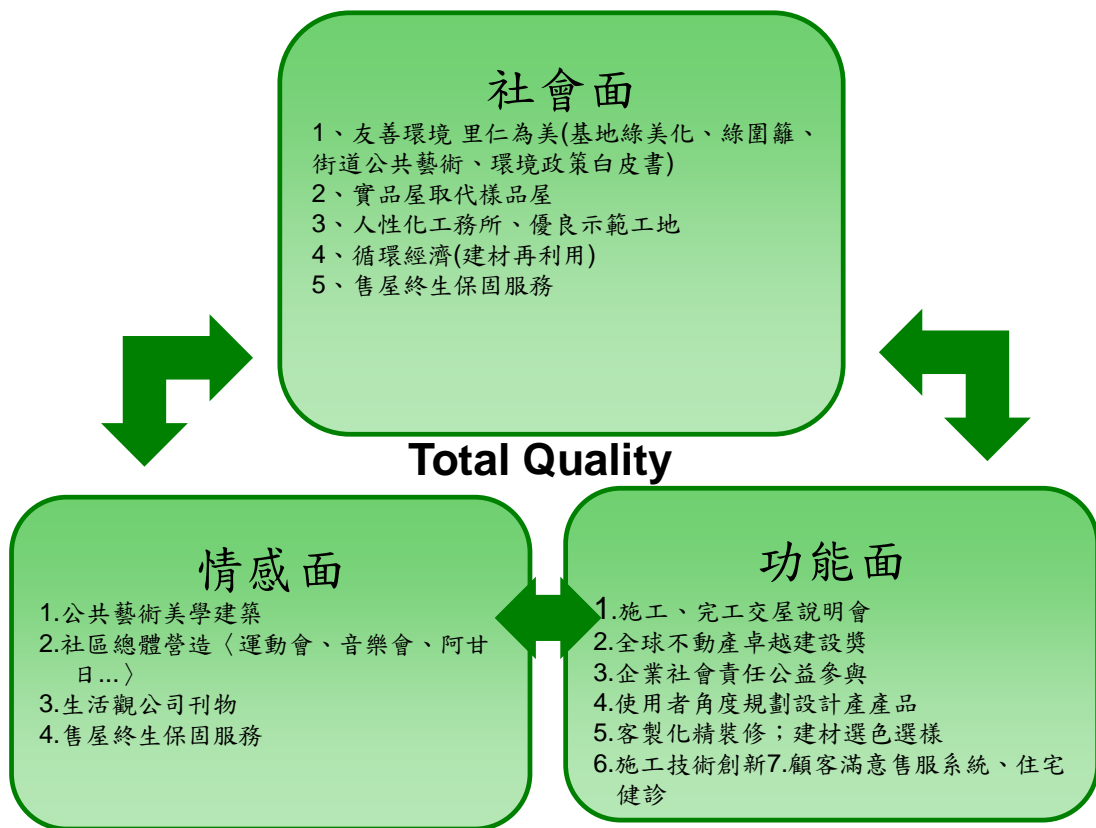 社會面
1、友善環境 里仁為美(基地綠美化、綠圍籬、
街道公共藝術、環境政策白皮書)
2、實品屋取代樣品屋
3、人性化工務所、優良示範工地
4、循環經濟(建材再利用)
5、售屋終生保固服務
Total Quality
情感面
1.公共藝術美學建築
2.社區總體營造〈運動會、音樂會、阿甘
日...〉
3.生活觀公司刊物
4.售屋終生保固服務
功能面
1.施工、完工交屋說明會
2.全球不動產卓越建設獎
3.企業社會責任公益參與
4.使用者角度規劃設計產產品
5.客製化精裝修；建材選色選樣
6.施工技術創新7.顧客滿意售服系統、住宅
健診